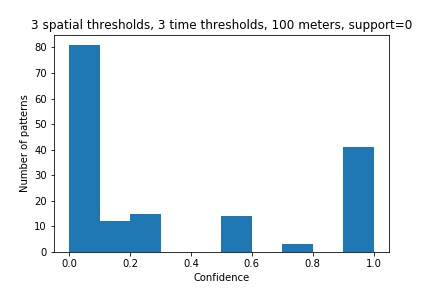 3 spatial thresholds, 3 time thresholds, 100 meters, support=0
Number of patterns
80
70
60
50
40
30
20
10
0
0.0 0.2 0.4 0.6 0.8 1.0
Confidence